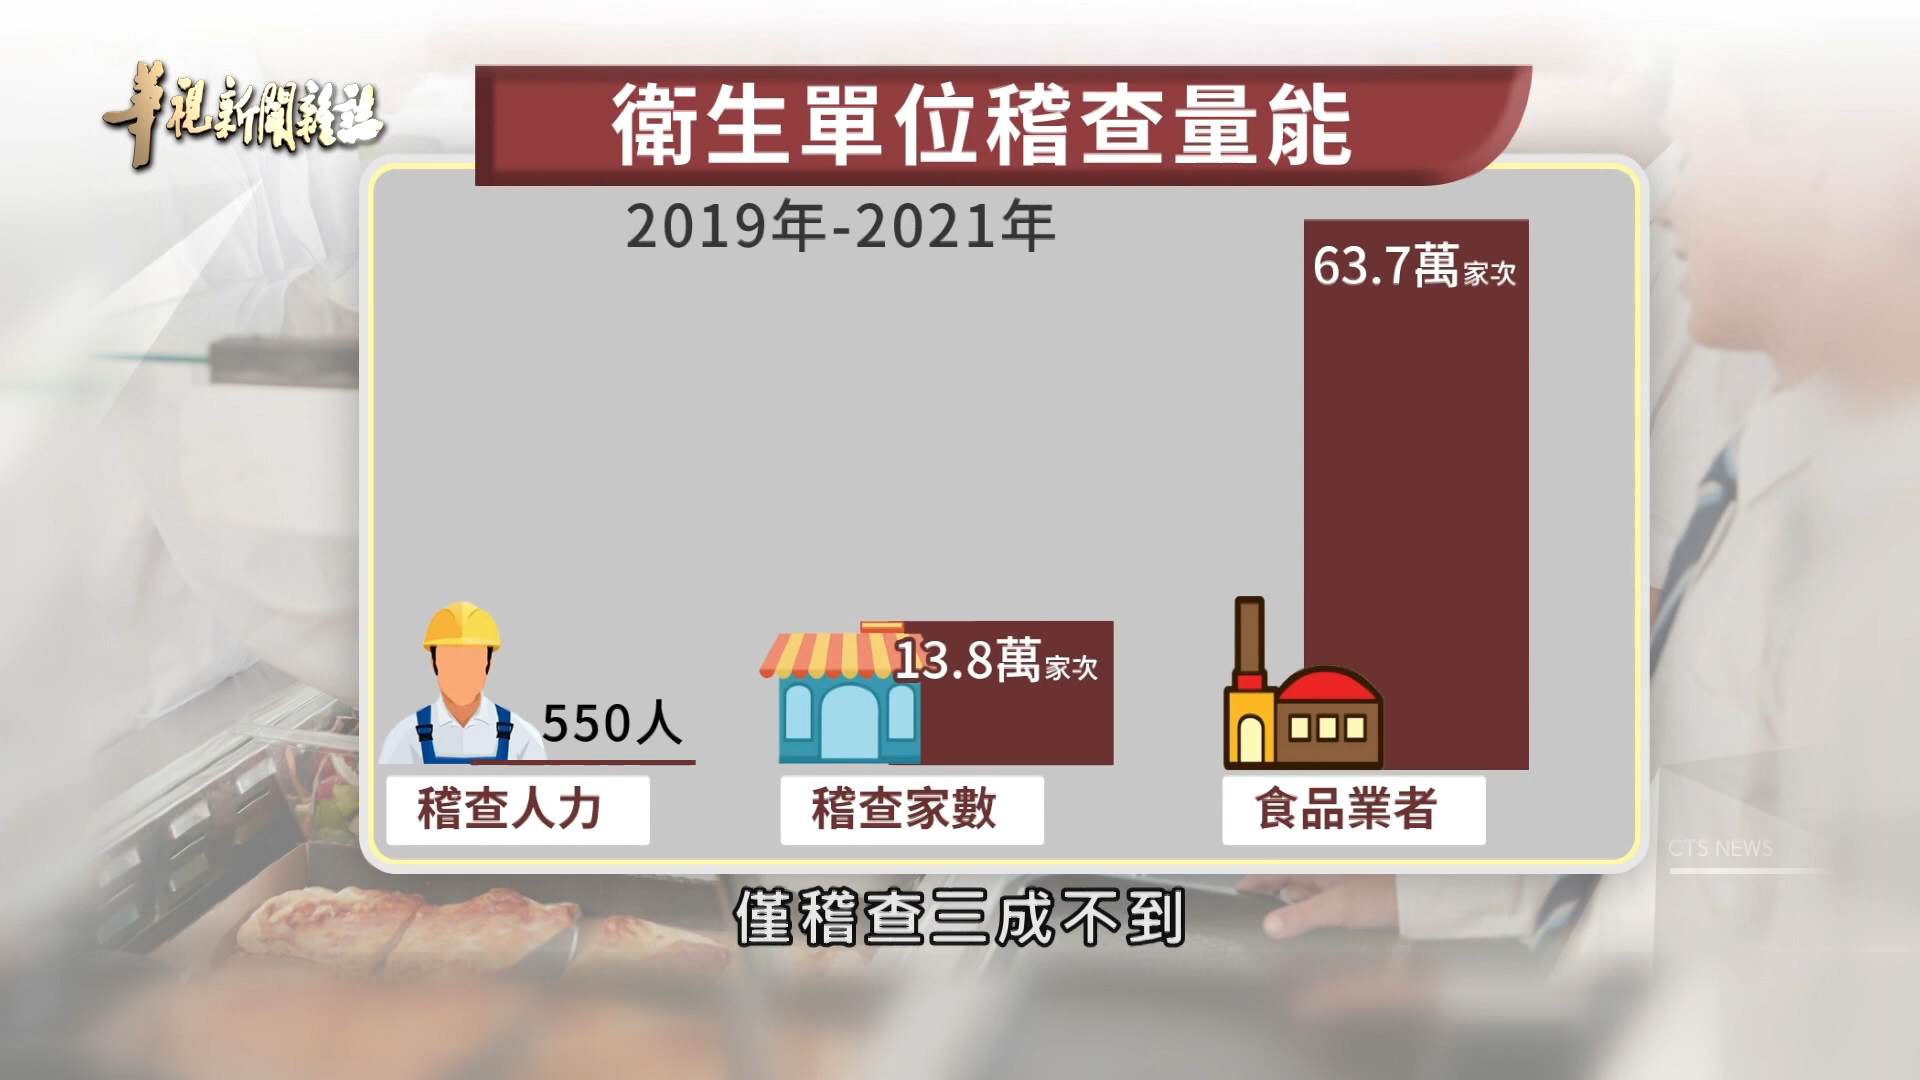 華視新聞雜誌
衛生單位稽查量能
2019年-2021年
63.7萬家次
13.8萬家次
550人
稽查人力
稽查家數
食品業者
CTS NEWS
僅稽查三成不到